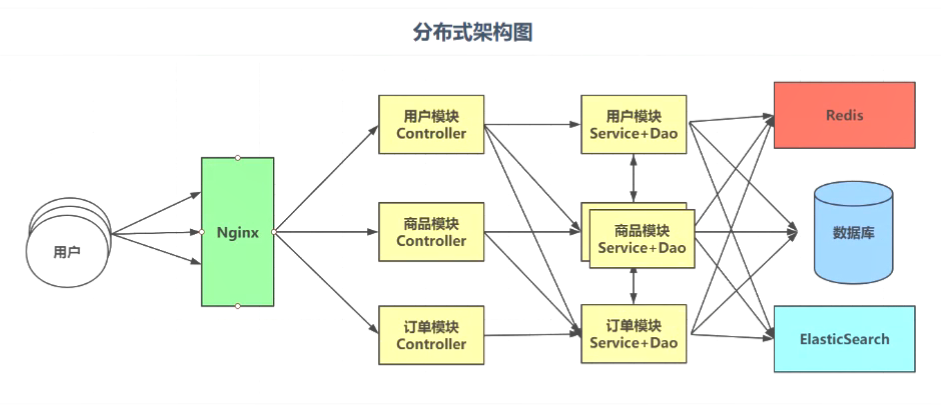 分布式架构图
用户
Nginx
用户模块
Controller
商品模块
Controller
订单模块
Controller
用户模块
Service+Dao
商品模块
Service+Dao
订单模块
Service+Dao
Redis
数据库
ElasticSearch